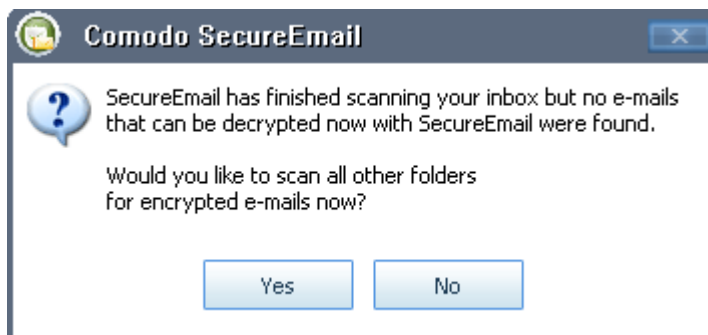 Comodo SecureEmail
SecureEmail has finished scanning your inbox but no e-mails
that can be decrypted now with SecureEmail were found.
Would you like to scan all other folders
for encrypted e-mails now?
Yes No